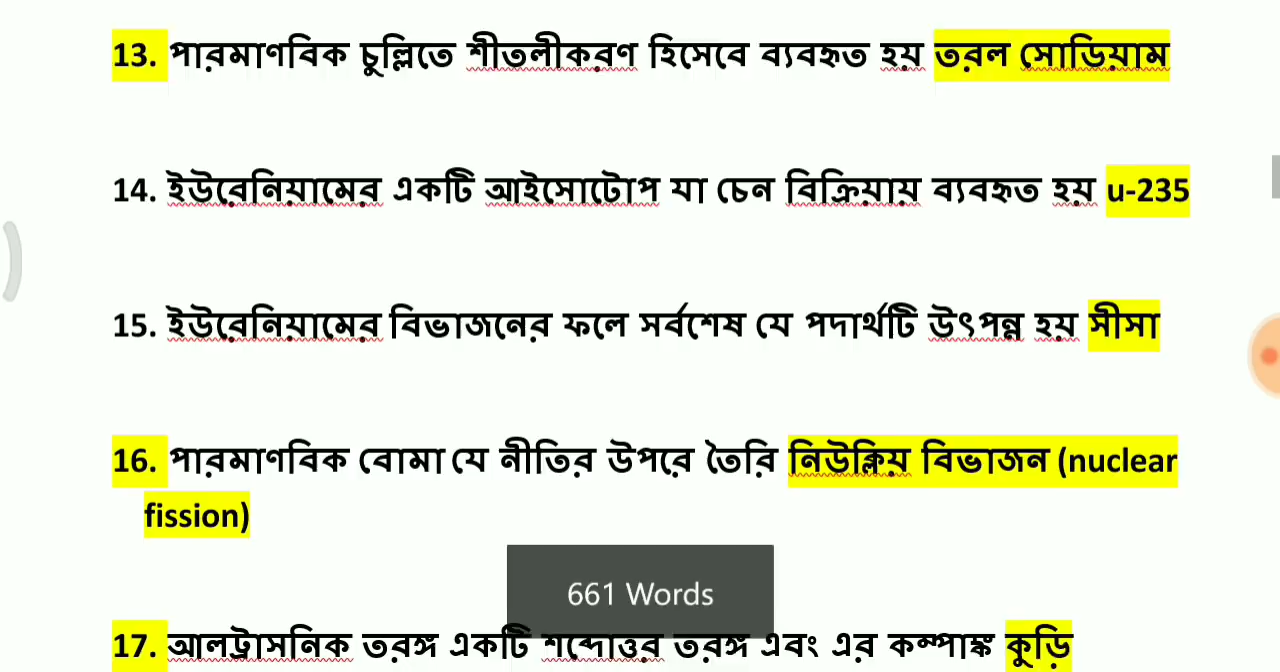 13. পারমাণবিক চুল্লিতে শীতলীকরণ হিসেবে ব্যবহৃত হয় তরল সোডিয়াম
14. ইউরেনিয়ামের একটি আইসোটোপ যা চেন বিক্রিয়ায় ব্যবহৃত হয় u-235
15. ইউরেনিয়ামের বিভাজনের ফলে সর্বশেষ যে পদার্থটি উৎপন্ন হয় সীসা
16. পারমাণবিক বোমা যে নীতির উপরে তৈরি নিউক্লিয় বিভাজন (nuclear
fission)
661 Words
17. আলট্রাসনিক তরঙ্গ একটি শব্দোত্তর তরঙ্গ এবং এর কম্পাঙ্ক কুড়ি